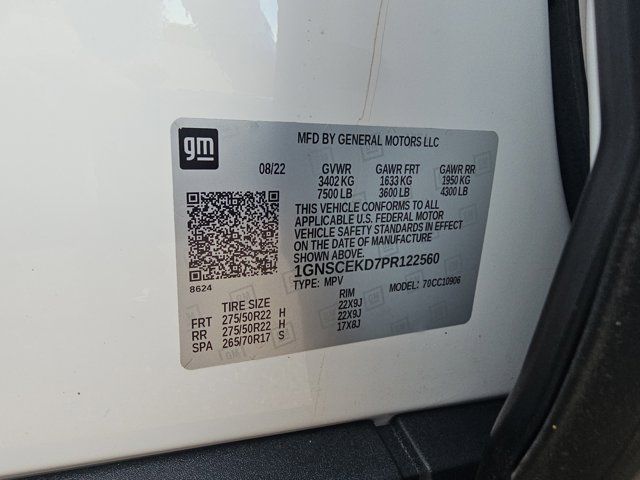 gm
MFD BY GENERAL MOTORS LLC
08/22 GVWR GAWR FRT GAWR RR
3402 KG 1633 KG 1950 KG
7500 LB 3600 LB 4300 LB
THIS VEHICLE CONFORMS TO ALL
APPLICABLE U.S. FEDERAL MOTOR
VEHICLE SAFETY STANDARDS IN EFFECT
ON THE DATE OF MANUFACTURE
SHOWN ABOVE.
1GNSCEKD7PR122560
TYPE: MPV MODEL: 70CC10906
8624
TIRE SIZE RIM
FRT 275/50R22 H 22X9J
RR 275/50R22 H 22X9J
SPA 265/70R17 S 17X8J